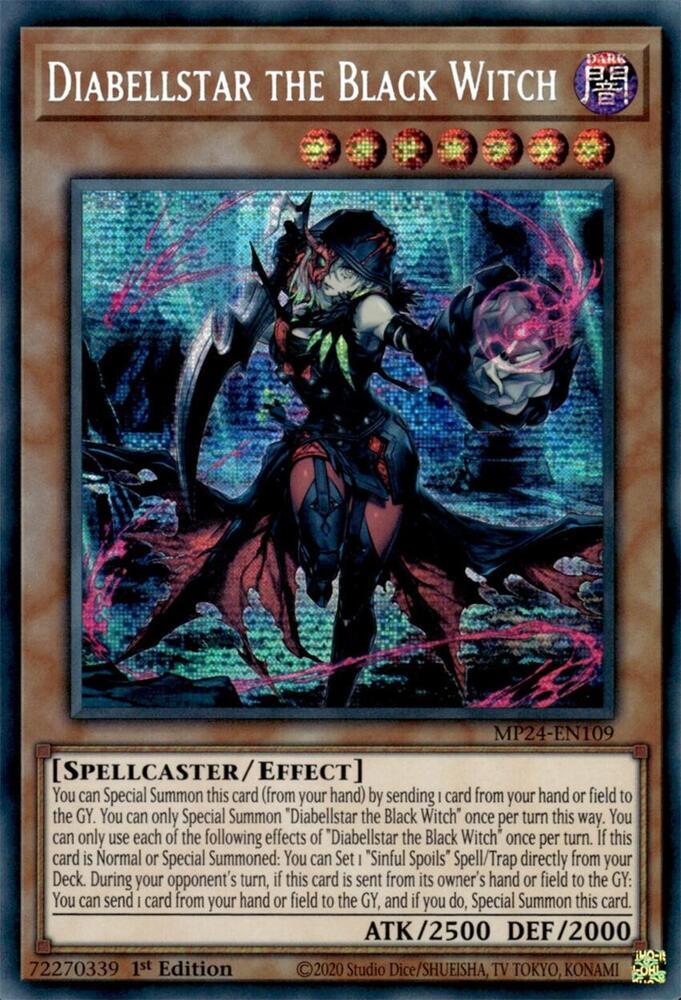 DIABELLSTAR THE BLACK WITCH
DARK
闇
MP24-EN109
[SPELLCASTER/EFFECT]
You can Special Summon this card (from your hand) by sending 1 card from your hand or field to
the GY. You can only Special Summon "Diabellstar the Black Witch" once per turn this way. You
can only use each of the following effects of "Diabellstar the Black Witch" once per turn. If this
card is Normal or Special Summoned: You can Set 1 "Sinful Spoils" Spell/Trap directly from your
Deck. During your opponent's turn, if this card is sent from its owner's hand or field to the GY:
You can send 1 card from your hand or field to the GY, and if you do, Special Summon this card.
ATK/2500 DEF/2000
72270339 1st Edition ©2020 Studio Dice/SHUEISHA, TV TOKYO, KONAMI